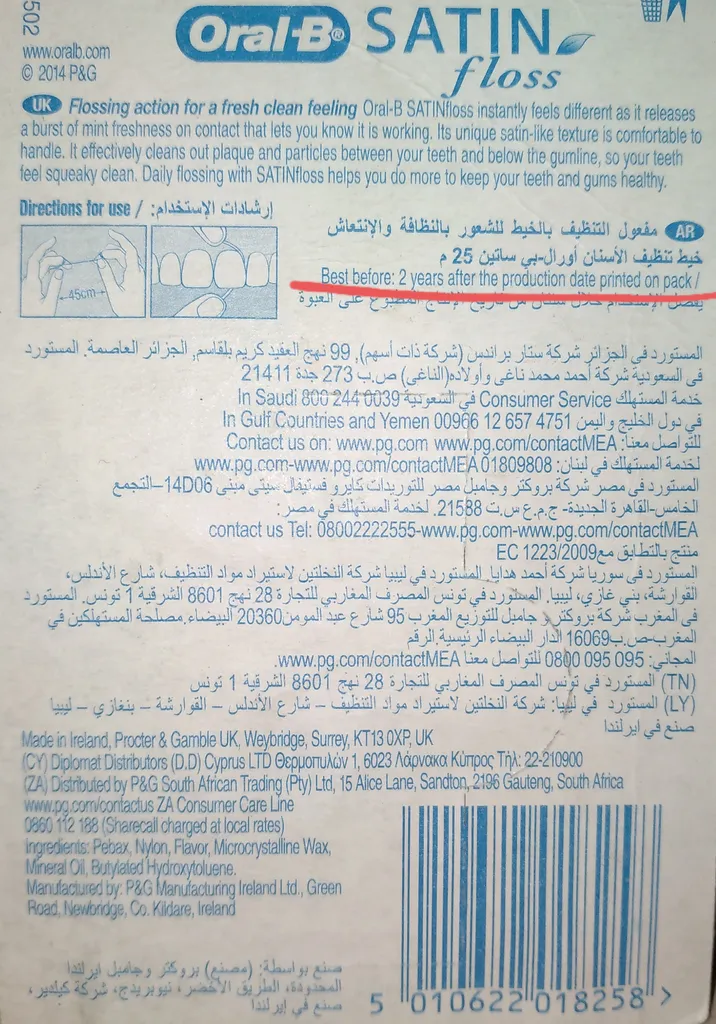 502
www.oralb.com
© 2014 P&G
Oral-B® SATIN
floss
UK Flossing action for a fresh clean feeling Oral-B SATINfloss instantly feels different as it releases
a burst of mint freshness on contact that lets you know it is working. Its unique satin-like texture is comfortable to
handle. It effectively cleans out plaque and particles between your teeth and below the gumline, so your teeth
feel squeaky clean. Daily flossing with SATINfloss helps you do more to keep your teeth and gums healthy.
Directions for use / إرشادات الإستخدام:
45cm
AR مفعول التنظيف بالخيط للشعور بالنظافة والإنتعاش
خيط تنظيف الأسنان أورال-بي ساتين 25 م
Best before: 2 years after the production date printed on pack /
يفضل الإستخدام خلال سنتان من تاريخ الإنتاج المطبوع على العبوة
المستورد في الجزائر شركة ستار براندس (شركة ذات أسهم), 99 نهج العقيد كريم بلقاسم, الجزائر العاصمة. المستورد
في السعودية شركة أحمد محمد ناغي وأولاده(الناغي) ص.ب 273 جدة 21411
خدمة المستهلك Consumer Service في السعودية In Saudi 800 244 0039
في دول الخليج واليمن In Gulf Countries and Yemen 00966 12 657 4751
للتواصل معنا: Contact us on: www.pg.com www.pg.com/contactMEA
لخدمة المستهلك في لبنان: www.pg.com-www.pg.com/contactMEA 01809808
المستورد في مصر شركة بروكتر وجامبل مصر للتوريدات كايرو فستيفال سيتي مبنى 14D06–التجمع
الخامس-القاهرة الجديدة- ج.م.ع س.ت 21588. لخدمة المستهلك في مصر:
contact us Tel: 08002222555-www.pg.com-www.pg.com/contactMEA
منتج بالتطابق مع EC 1223/2009
المستورد في سوريا شركة أحمد هدايا. المستورد في ليبيا شركة النخلتين لاستيراد مواد التنظيف، شارع الأندلس،
القوارشة، بني غازي، ليبيا. المستورد في تونس المصرف المغاربي للتجارة 28 نهج 8601 الشرقية 1 تونس. المستورد
في المغرب شركة بروكتر و جامبل للتوزيع المغرب 95 شارع عبد المومن 20360 البيضاء.مصلحة المستهلكين في
المغرب-ص.ب 16069 الدار البيضاء الرئيسية.الرقم
المجاني: 0800 095 095 للتواصل معنا www.pg.com/contactMEA.
(TN) المستورد في تونس المصرف المغاربي للتجارة 28 نهج 8601 الشرقية 1 تونس
(LY) المستورد في ليبيا: شركة النخلتين لاستيراد مواد التنظيف – شارع الأندلس – القوارشة – بنغازي – ليبيا
صنع في ايرلندا
Made in Ireland, Procter & Gamble UK, Weybridge, Surrey, KT13 0XP, UK
(CY) Diplomat Distributors (D.D) Cyprus LTD Θερμοπυλών 1, 6023 Λάρνακα Κύπρος Τήλ: 22-210900
(ZA) Distributed by P&G South African Trading (Pty) Ltd, 15 Alice Lane, Sandton, 2196 Gauteng, South Africa
www.pg.com/contactus ZA Consumer Care Line
0860 112 188 (Sharecall charged at local rates)
Ingredients: Pebax, Nylon, Flavor, Microcrystalline Wax,
Mineral Oil, Butylated Hydroxytoluene.
Manufactured by: P&G Manufacturing Ireland Ltd., Green
Road, Newbridge, Co. Kildare, Ireland
صنع بواسطة: (مصنع) بروكتر وجامبل ايرلندا
المحدودة، الطريق الأخضر، نيوبريدج، شركة كيلدير،
صنع في ايرلندا
5 010622 018258 >